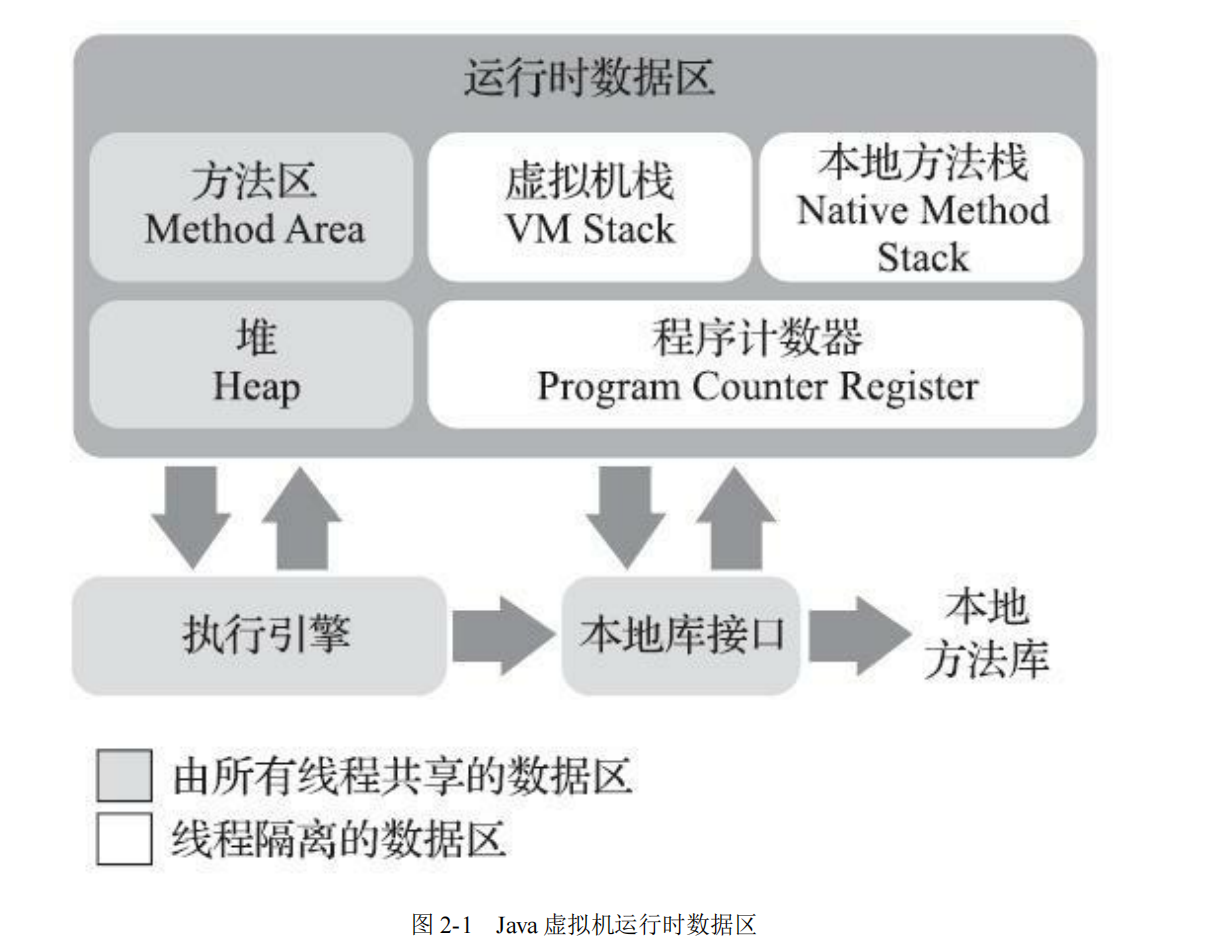 运行时数据区
方法区
Method Area
虚拟机栈
VM Stack
本地方法栈
Native Method
Stack
堆
Heap
程序计数器
Program Counter Register
执行引擎
本地库接口
本地
方法库
由所有线程共享的数据区
线程隔离的数据区
图 2-1 Java 虚拟机运行时数据区